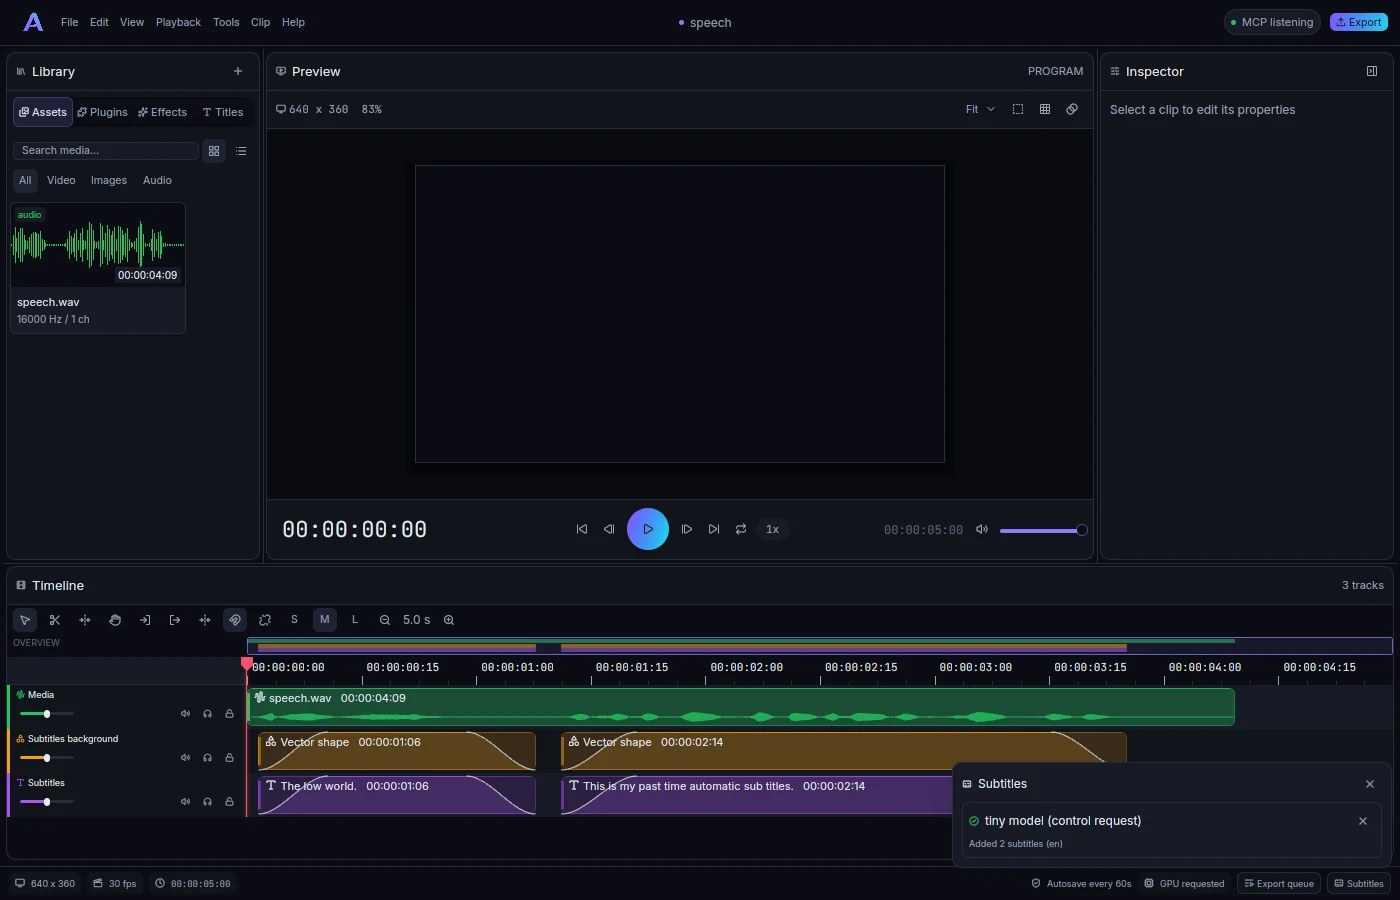 File Edit View Playback Tools Clip Help
speech
MCP listening
Export
Library
Assets Plugins Effects Titles
Search media...
All Video Images Audio
audio
00:00:04:09
speech.wav
16000 Hz / 1 ch
Preview
PROGRAM
640 x 360 83%
Fit
00:00:00:00
1x
00:00:05:00
Inspector
Select a clip to edit its properties
Timeline
3 tracks
S M L 5.0 s
OVERVIEW
00:00:00:00 00:00:00:15 00:00:01:00 00:00:01:15 00:00:02:00 00:00:02:15 00:00:03:00 00:00:03:15 00:00:04:00 00:00:04:15
Media
speech.wav 00:00:04:09
Subtitles background
Vector shape 00:00:01:06
Vector shape 00:00:02:14
Subtitles
The low world. 00:00:01:06
This is my past time automatic sub titles. 00:00:02:14
Subtitles
tiny model (control request)
Added 2 subtitles (en)
640 x 360
30 fps
00:00:05:00
Autosave every 60s
GPU requested
Export queue
Subtitles